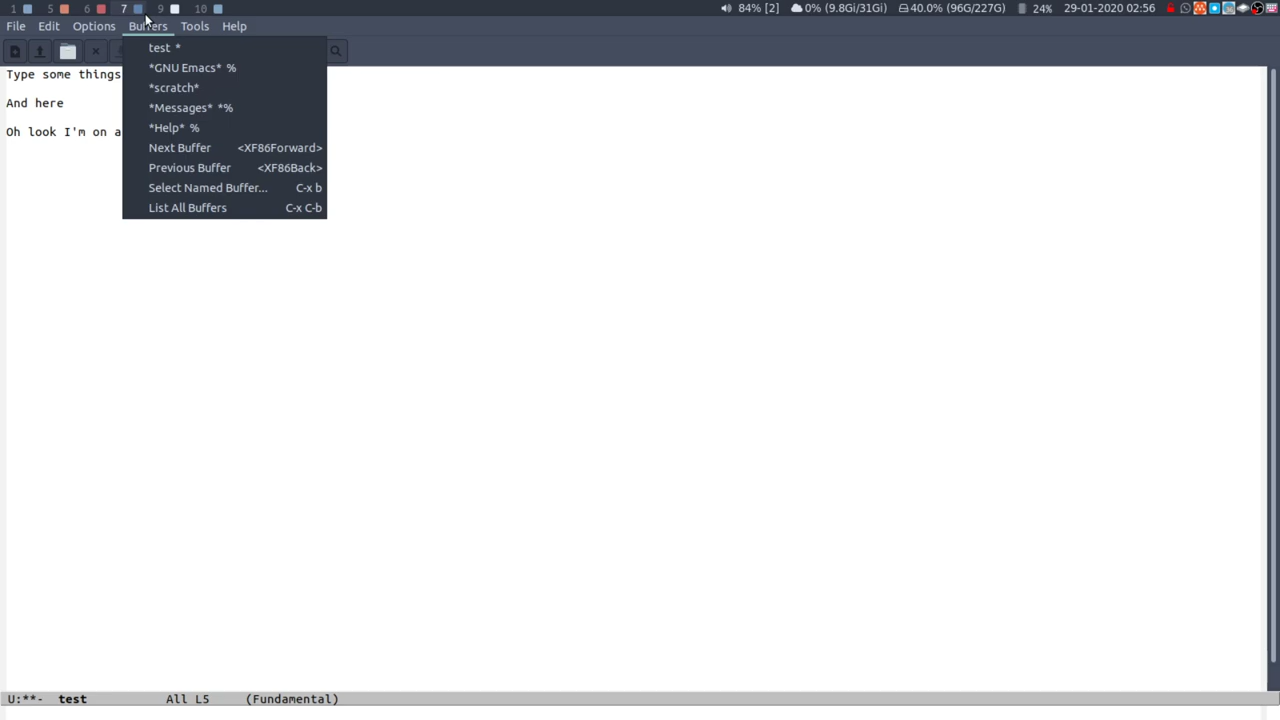 1 5 6 7 9 10 84% [2] 0% (9.8Gi/31Gi) 40.0% (96G/227G) 24% 29-01-2020 02:56
File Edit Options Buffers Tools Help
test *
*GNU Emacs* %
*scratch*
*Messages* *%
*Help* %
Next Buffer <XF86Forward>
Previous Buffer <XF86Back>
Select Named Buffer... C-x b
List All Buffers C-x C-b
Type some things
And here
Oh look I'm on a
U:**- test All L5 (Fundamental)